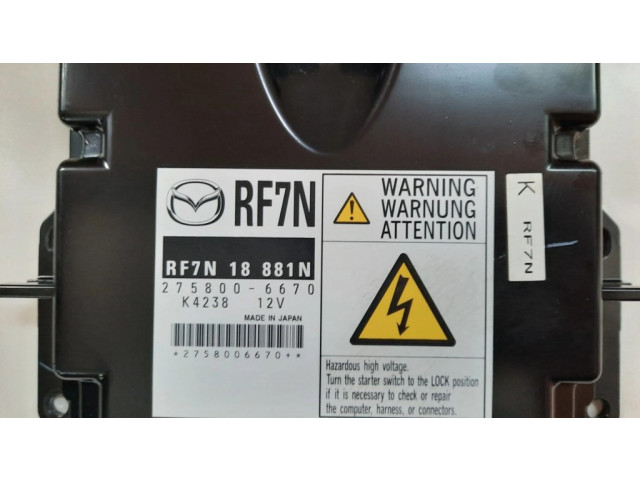 RF7N
RF7N 18 881N
275800-6670
K4238 12V
MADE IN JAPAN
*2758006670+*
WARNING
WARNUNG
ATTENTION
Hazardous high voltage.
Turn the starter switch to the LOCK position
if it is necessary to check or repair
the computer, harness, or connectors.
K RF7N